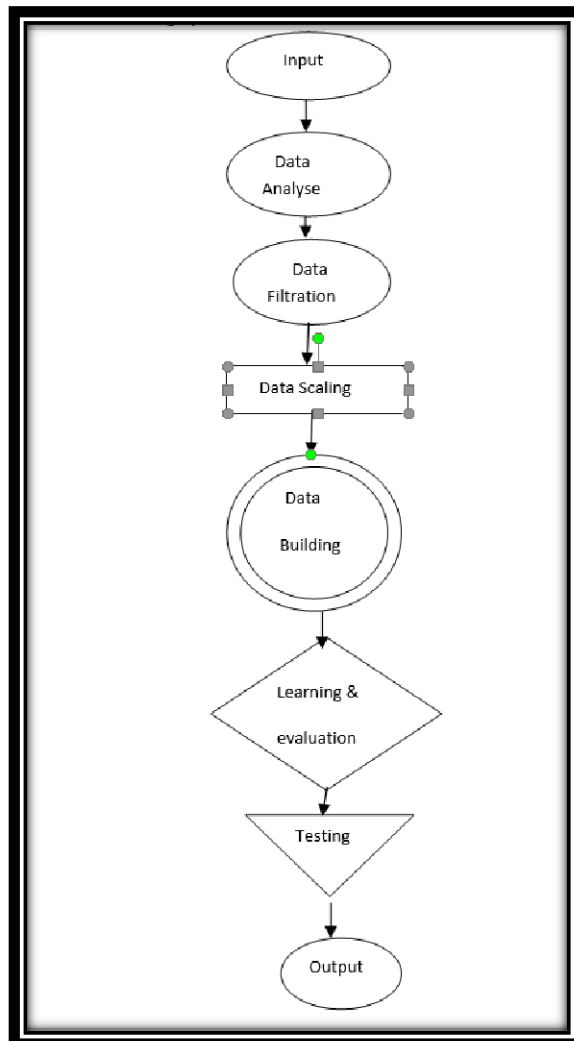 Input
Data
Analyse
Data
Filtration
Data Scaling
Data
Building
Learning &
evaluation
Testing
Output